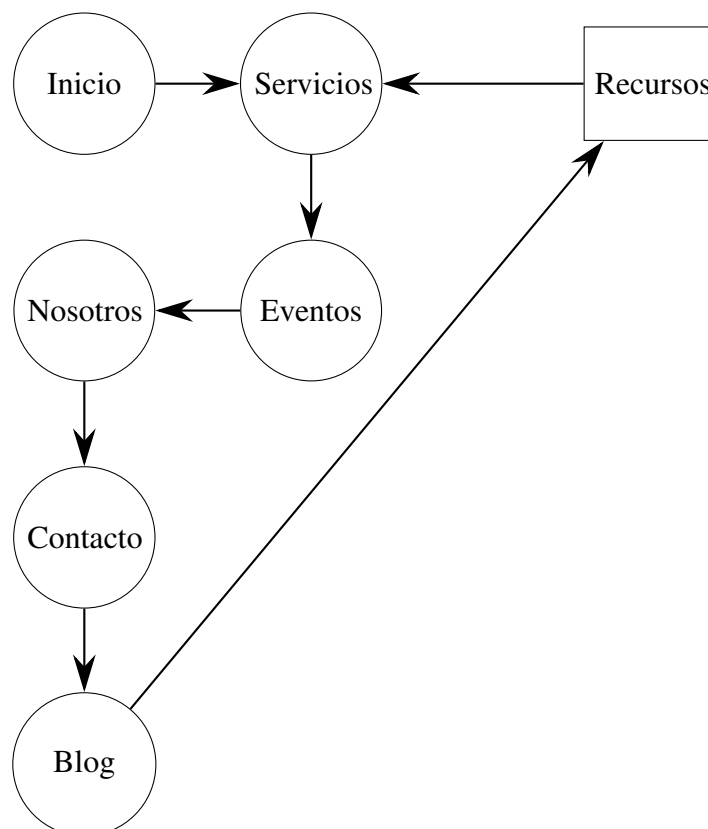 Inicio
Servicios
Recursos
Nosotros
Eventos
Contacto
Blog